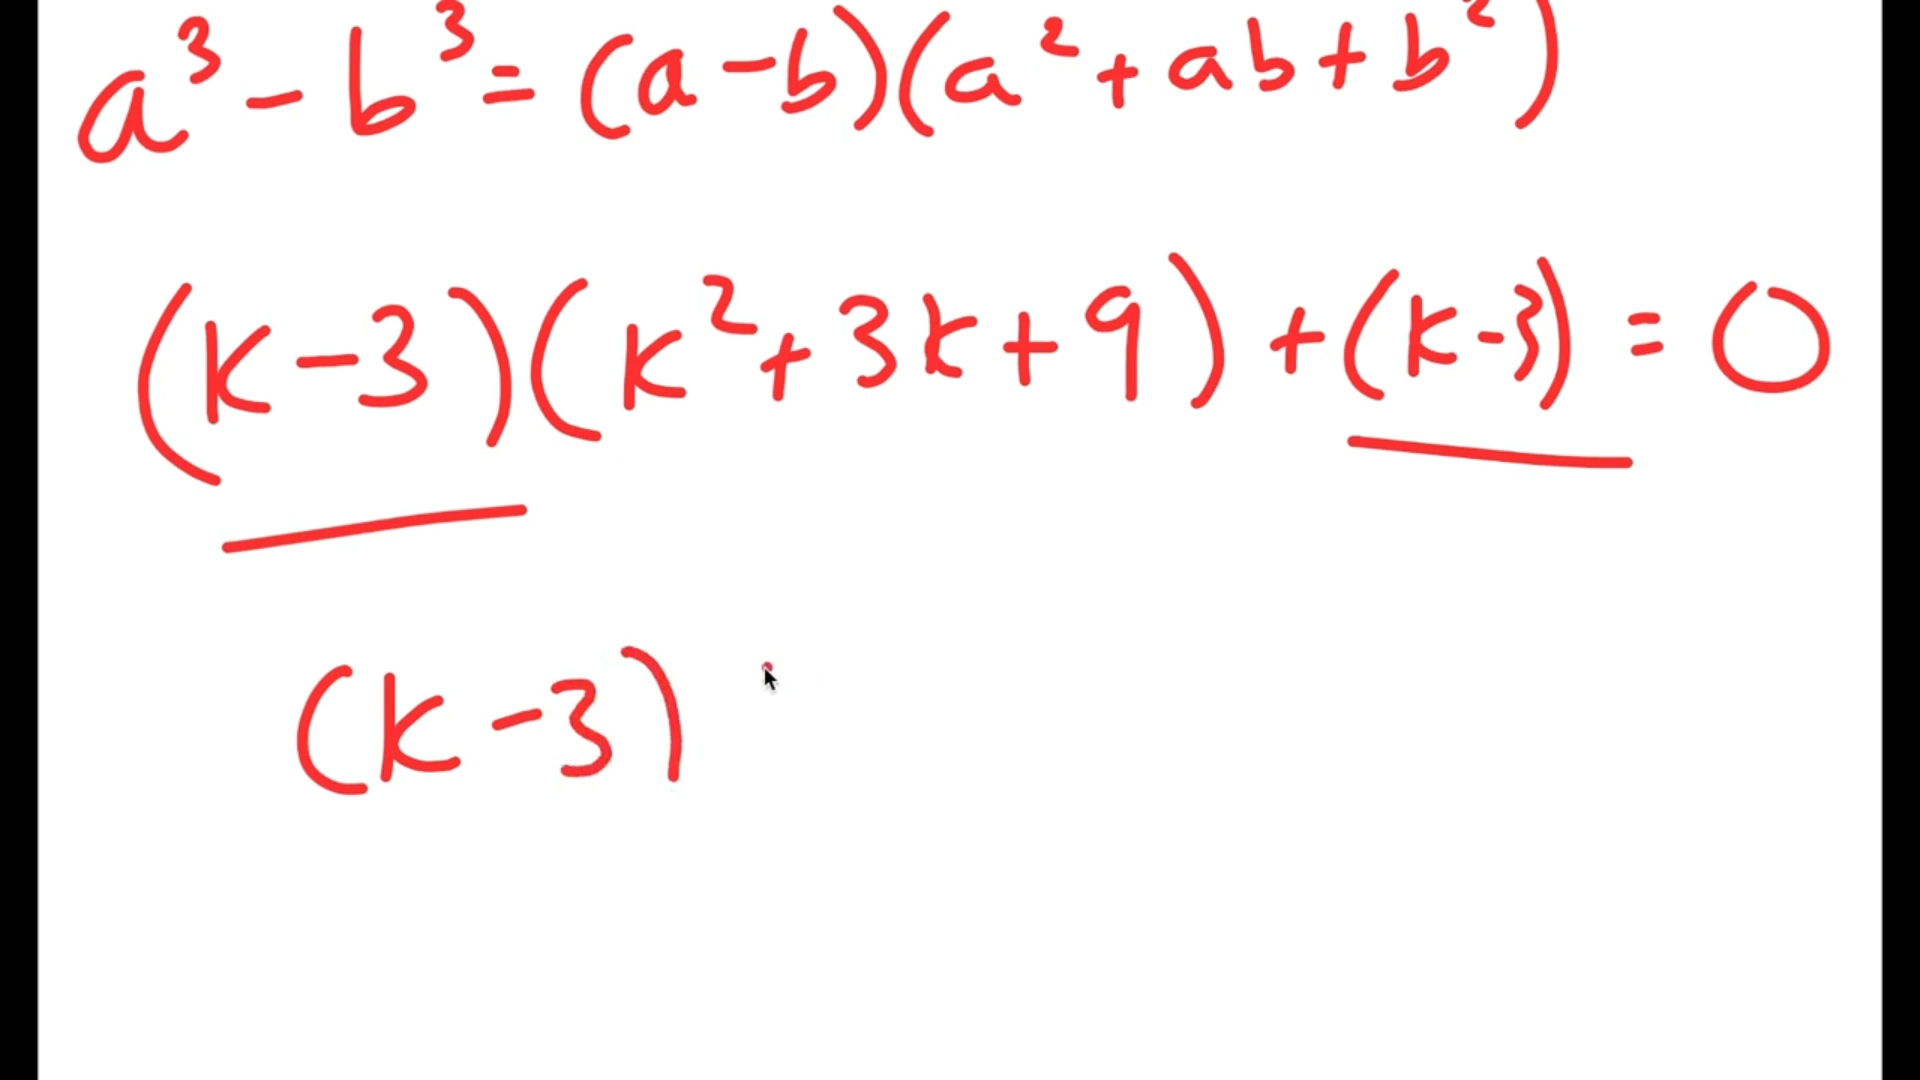 a³ - b³ = (a - b)(a² + ab + b²)
(k - 3)(k² + 3k + 9) + (k - 3) = 0
(k - 3)